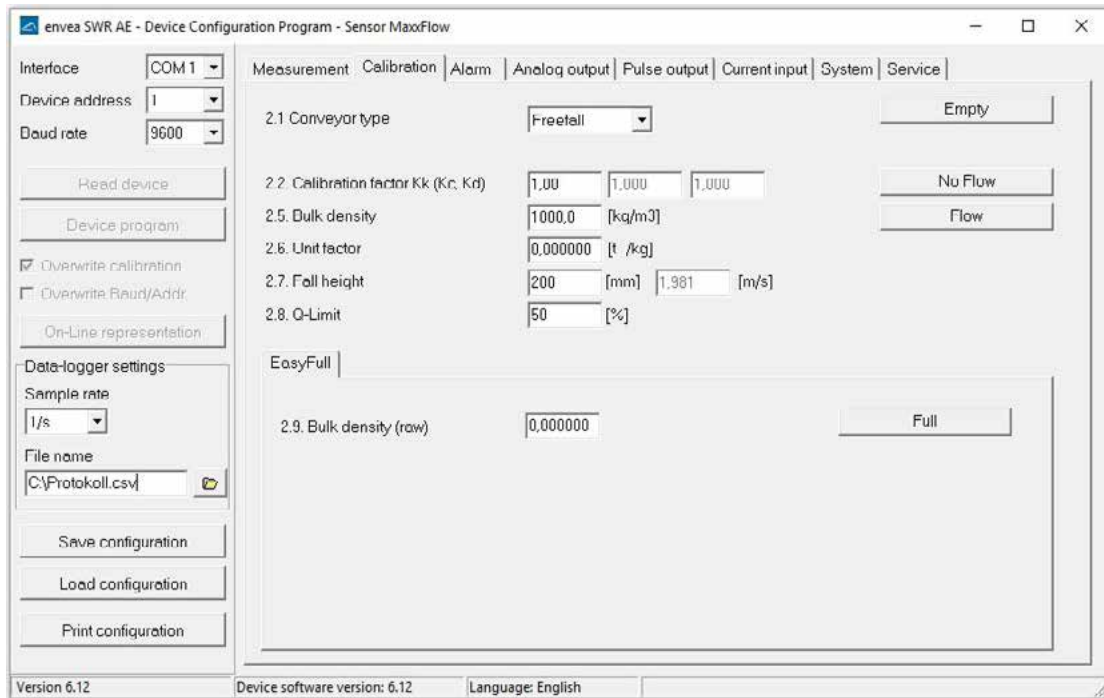 envea SWR AE - Device Configuration Program - Sensor MaxxFlow
Interface COM 1
Device address 1
Baud rate 9600
Read device
Device program
Overwrite calibration
Overwrite Baud/Addr.
On-Line representation
Data-logger settings
Sample rate
1/s
File name
C:\Protokoll.csv
Save configuration
Load configuration
Print configuration
Measurement Calibration Alarm Analog output Pulse output Current input System Service
2.1 Conveyor type Freefall Empty
2.2. Calibration factor Kk (Kc, Kd) 1,00 1,000 1,000 No Flow
2.5. Bulk density 1000,0 [kg/m3] Flow
2.6. Unit factor 0,000000 [t /kg]
2.7. Fall height 200 [mm] 1,981 [m/s]
2.8. Q-Limit 50 [%]
EasyFull
2.9. Bulk density (raw) 0,000000 Full
Version 6.12 Device software version: 6.12 Language: English